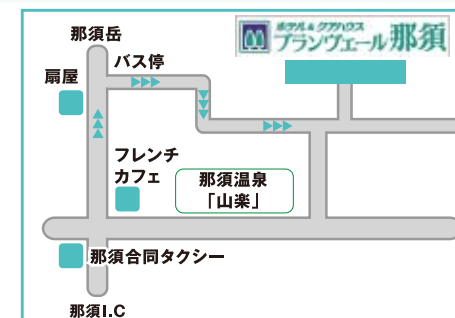 那須岳
ホテル&ケアハウス
ブランヴェール那須
バス停
扇屋
フレンチ
カフェ
那須温泉
「山楽」
那須合同タクシー
那須I.C